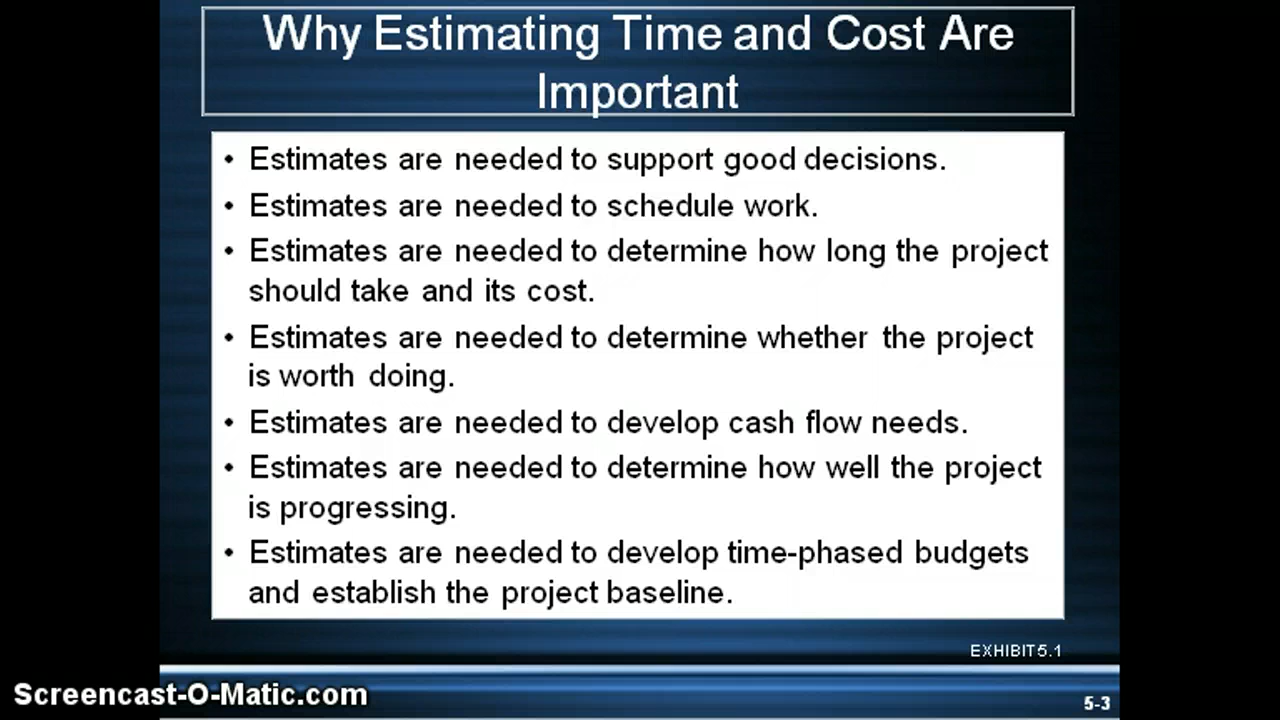 Why Estimating Time and Cost Are
Important
• Estimates are needed to support good decisions.
• Estimates are needed to schedule work.
• Estimates are needed to determine how long the project
should take and its cost.
• Estimates are needed to determine whether the project
is worth doing.
• Estimates are needed to develop cash flow needs.
• Estimates are needed to determine how well the project
is progressing.
• Estimates are needed to develop time-phased budgets
and establish the project baseline.
EXHIBIT 5.1
Screencast-O-Matic.com
5-3